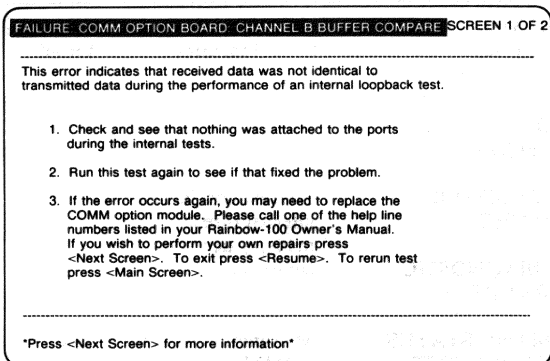 FAILURE: COMM OPTION BOARD: CHANNEL B BUFFER COMPARE SCREEN 1 OF 2
This error indicates that received data was not identical to
transmitted data during the performance of an internal loopback test.
1. Check and see that nothing was attached to the ports
during the internal tests.
2. Run this test again to see if that fixed the problem.
3. If the error occurs again, you may need to replace the
COMM option module. Please call one of the help line
numbers listed in your Rainbow-100 Owner's Manual.
If you wish to perform your own repairs press
<Next Screen>. To exit press <Resume>. To rerun test
press <Main Screen>.
*Press <Next Screen> for more information*